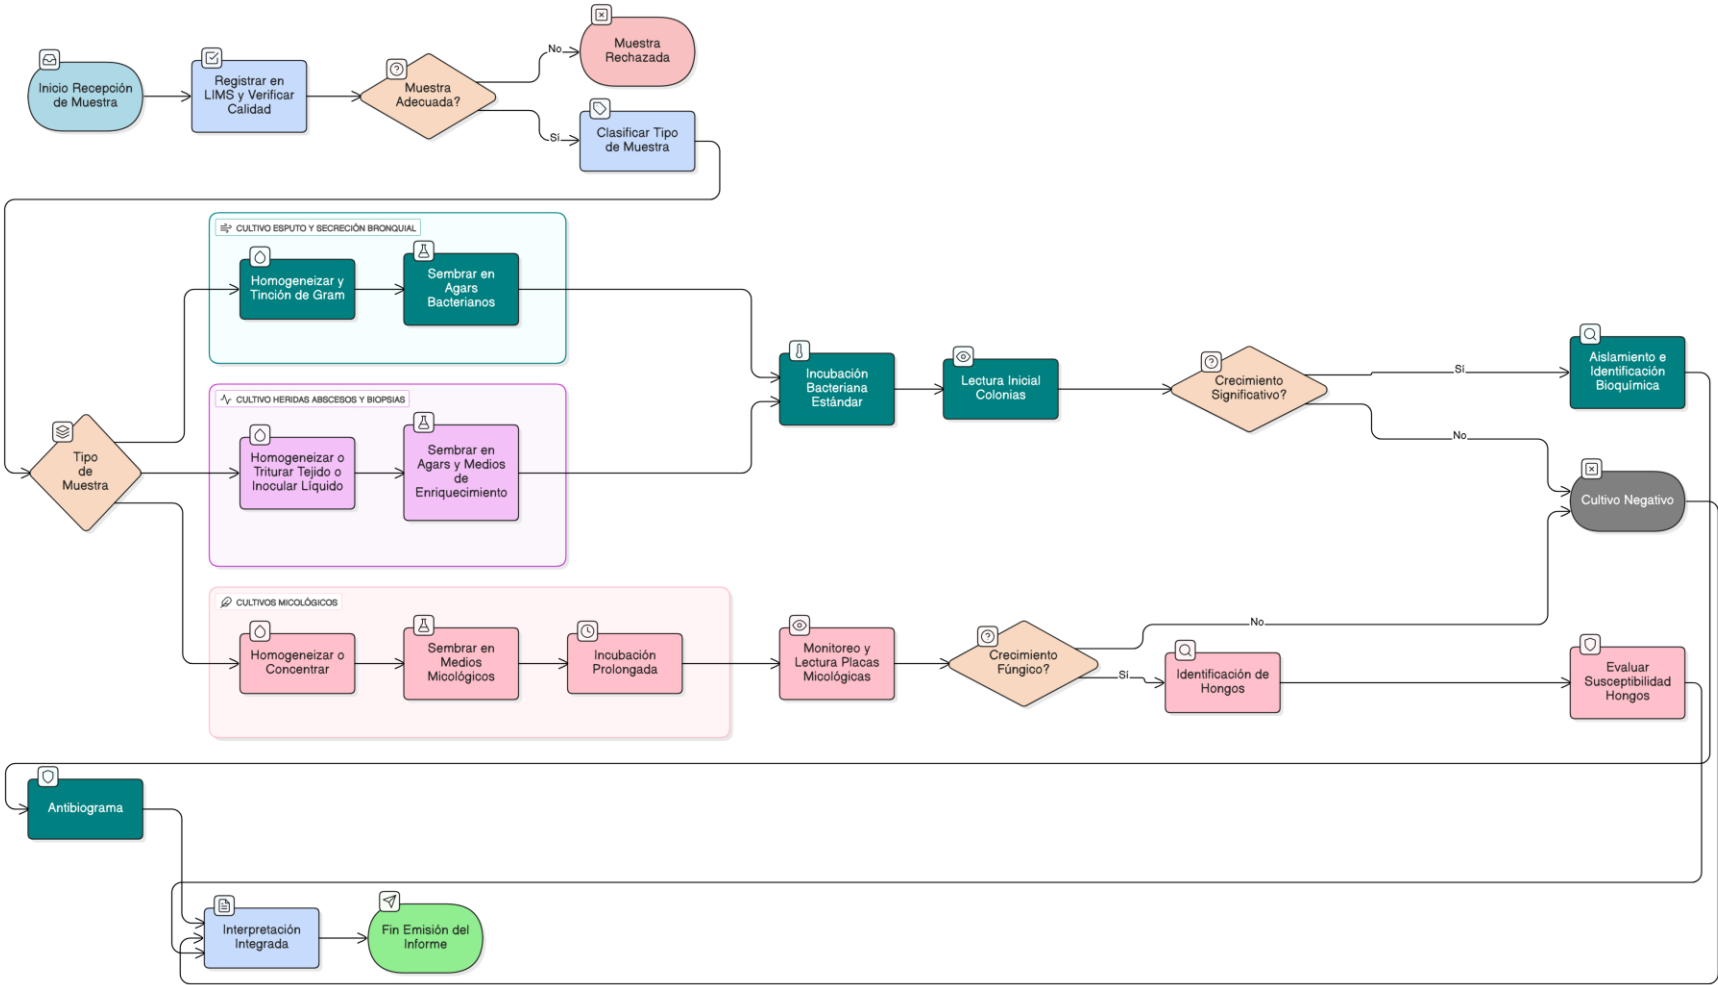 Inicio Recepción
de Muestra
Registrar en
LIMS y Verificar
Calidad
Muestra
Adecuada?
No
Muestra
Rechazada
Sí
Clasificar Tipo
de Muestra
Tipo
de
Muestra
CULTIVO ESPUTO Y SECRECIÓN BRONQUIAL
Homogeneizar y
Tinción de Gram
Sembrar en
Agars
Bacterianos
CULTIVO HERIDAS ABSCESOS Y BIOPSIAS
Homogeneizar o
Triturar Tejido o
Inocular Líquido
Sembrar en
Agars y Medios
de
Enriquecimiento
Incubación
Bacteriana
Estándar
Lectura Inicial
Colonias
Crecimiento
Significativo?
Sí
Aislamiento e
Identificación
Bioquímica
No
Cultivo Negativo
CULTIVOS MICOLÓGICOS
Homogeneizar o
Concentrar
Sembrar en
Medios
Micológicos
Incubación
Prolongada
Monitoreo y
Lectura Placas
Micológicas
Crecimiento
Fúngico?
No
Sí
Identificación de
Hongos
Evaluar
Susceptibilidad
Hongos
Antibiograma
Interpretación
Integrada
Fin Emisión del
Informe